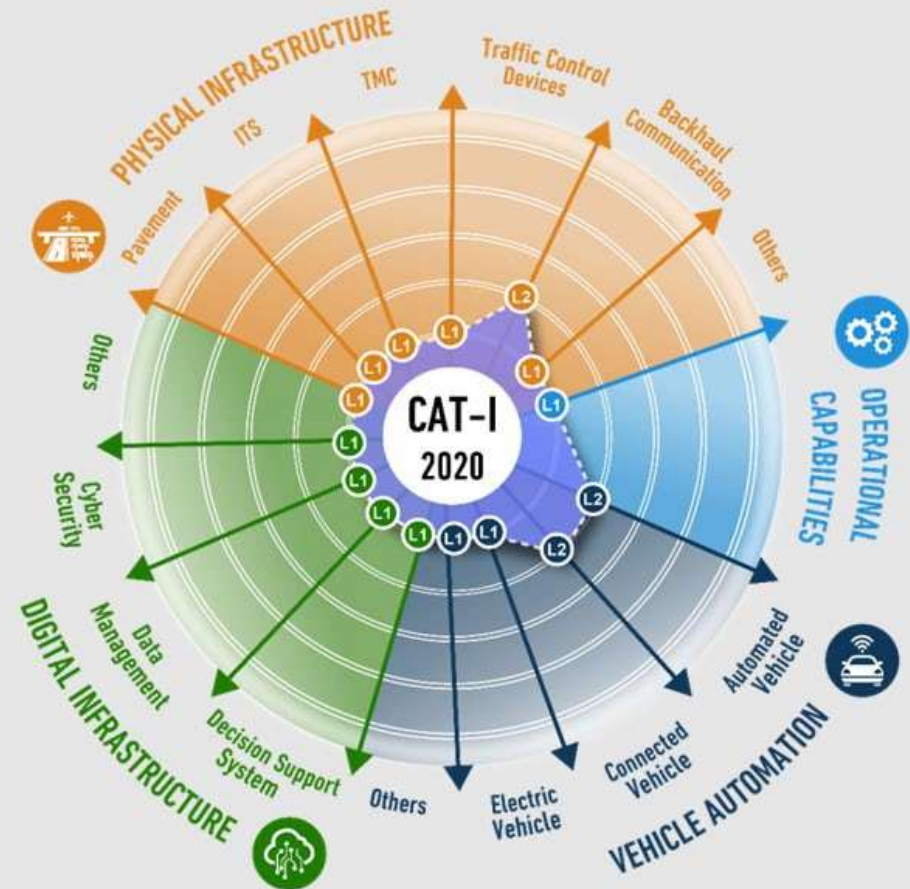 PHYSICAL INFRASTRUCTURE
Pavement
ITS
TMC
Traffic Control
Devices
Backhaul
Communication
Others
OPERATIONAL
CAPABILITIES
VEHICLE AUTOMATION
Automated
Vehicle
Connected
Vehicle
Electric
Vehicle
Others
DIGITAL INFRASTRUCTURE
Decision Support
System
Data
Management
Cyber
Security
Others
CAT-I
2020
L1
L1
L1
L1
L2
L1
L1
L2
L2
L1
L1
L1
L1
L1
L1